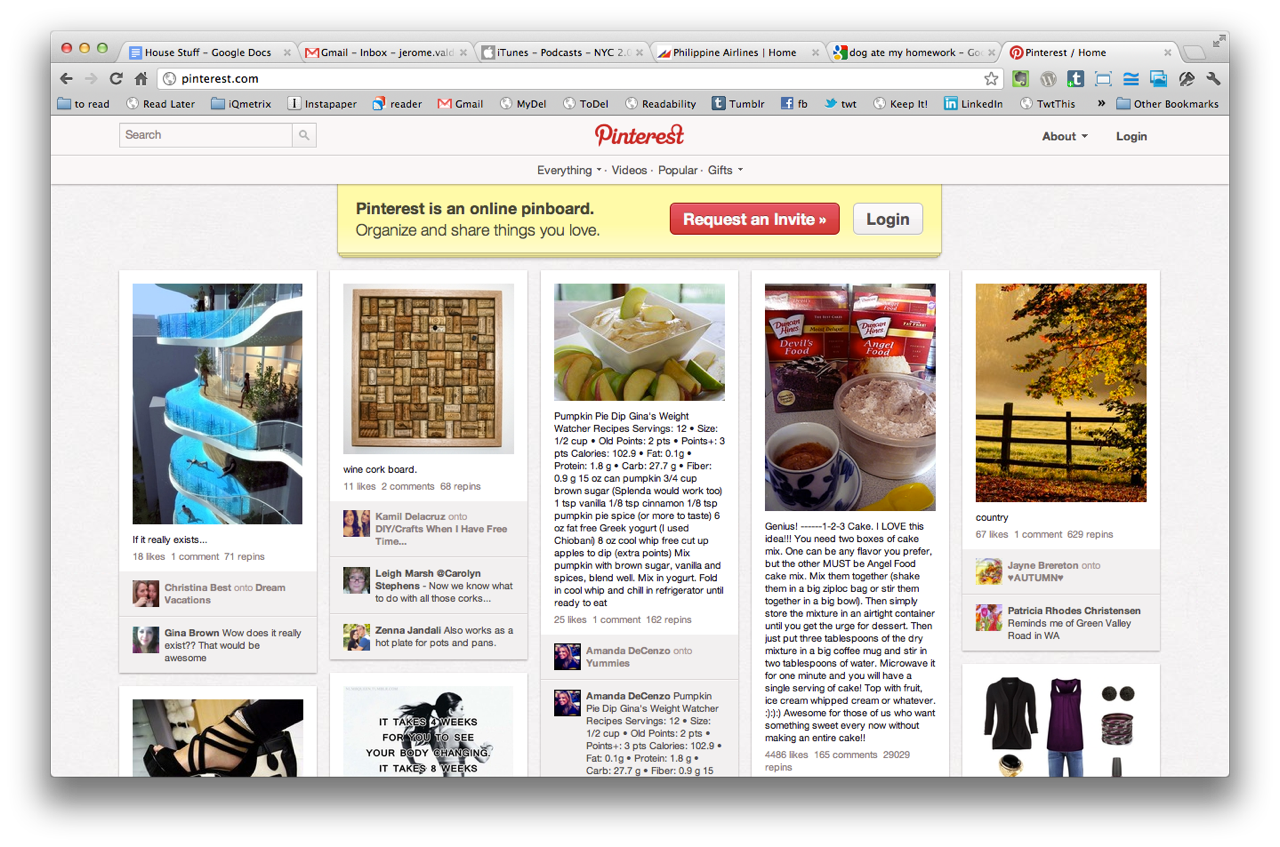 House Stuff - Google Docs
Gmail - Inbox - jerome.vald
iTunes - Podcasts - NYC 2.0
Philippine Airlines | Home
dog ate my homework - Go
Pinterest / Home
pinterest.com
to read
Read Later
iQmetrix
Instapaper
reader
Gmail
MyDel
ToDel
Readability
Tumblr
fb
twt
Keep It!
LinkedIn
TwtThis
»
Other Bookmarks
Search
Pinterest
About
Login
Everything · Videos · Popular · Gifts
Pinterest is an online pinboard.
Organize and share things you love.
Request an Invite »
Login
If it really exists...
18 likes 1 comment 71 repins
Christina Best onto Dream
Vacations
Gina Brown Wow does it really
exist?? That would be
awesome
wine cork board.
11 likes 2 comments 68 repins
Kamil Delacruz onto
DIY/Crafts When I Have Free
Time...
Leigh Marsh @Carolyn
Stephens - Now we know what
to do with all those corks...
Zenna Jandali Also works as a
hot plate for pots and pans.
IT TAKES 4 WEEKS
FOR YOU TO SEE
YOUR BODY CHANGING.
IT TAKES 8 WEEKS
Pumpkin Pie Dip Gina's Weight
Watcher Recipes Servings: 12 • Size:
1/2 cup • Old Points: 2 pts • Points+: 3
pts Calories: 102.9 • Fat: 0.1g •
Protein: 1.8 g • Carb: 27.7 g • Fiber:
0.9 g 15 oz can pumpkin 3/4 cup
brown sugar (Splenda would work too)
1 tsp vanilla 1/8 tsp cinnamon 1/8 tsp
pumpkin pie spice (or more to taste) 6
oz fat free Greek yogurt (I used
Chiobani) 8 oz cool whip free cut up
apples to dip (extra points) Mix
pumpkin with brown sugar, vanilla and
spices, blend well. Mix in yogurt. Fold
in cool whip and chill in refrigerator until
ready to eat
25 likes 1 comment 162 repins
Amanda DeCenzo onto
Yummies
Amanda DeCenzo Pumpkin
Pie Dip Gina's Weight Watcher
Recipes Servings: 12 • Size:
1/2 cup • Old Points: 2 pts •
Points+: 3 pts Calories: 102.9 •
Fat: 0.1g • Protein: 1.8 g •
Carb: 27.7 g • Fiber: 0.9 g 15
Duncan
Hines
Devil's
Food
Duncan
Hines
Angel
Food
Genius! ------1-2-3 Cake. I LOVE this
idea!!! You need two boxes of cake
mix. One can be any flavor you prefer,
but the other MUST be Angel Food
cake mix. Mix them together (shake
them in a big ziploc bag or stir them
together in a big bowl). Then simply
store the mixture in an airtight container
until you get the urge for dessert. Then
just put three tablespoons of the dry
mixture in a big coffee mug and stir in
two tablespoons of water. Microwave it
for one minute and you will have a
single serving of cake! Top with fruit,
ice cream whipped cream or whatever.
:):):) Awesome for those of us who want
something sweet every now without
making an entire cake!!
4486 likes 165 comments 29029
repins
country
67 likes 1 comment 629 repins
Jayne Brereton onto
♥AUTUMN♥
Patricia Rhodes Christensen
Reminds me of Green Valley
Road in WA